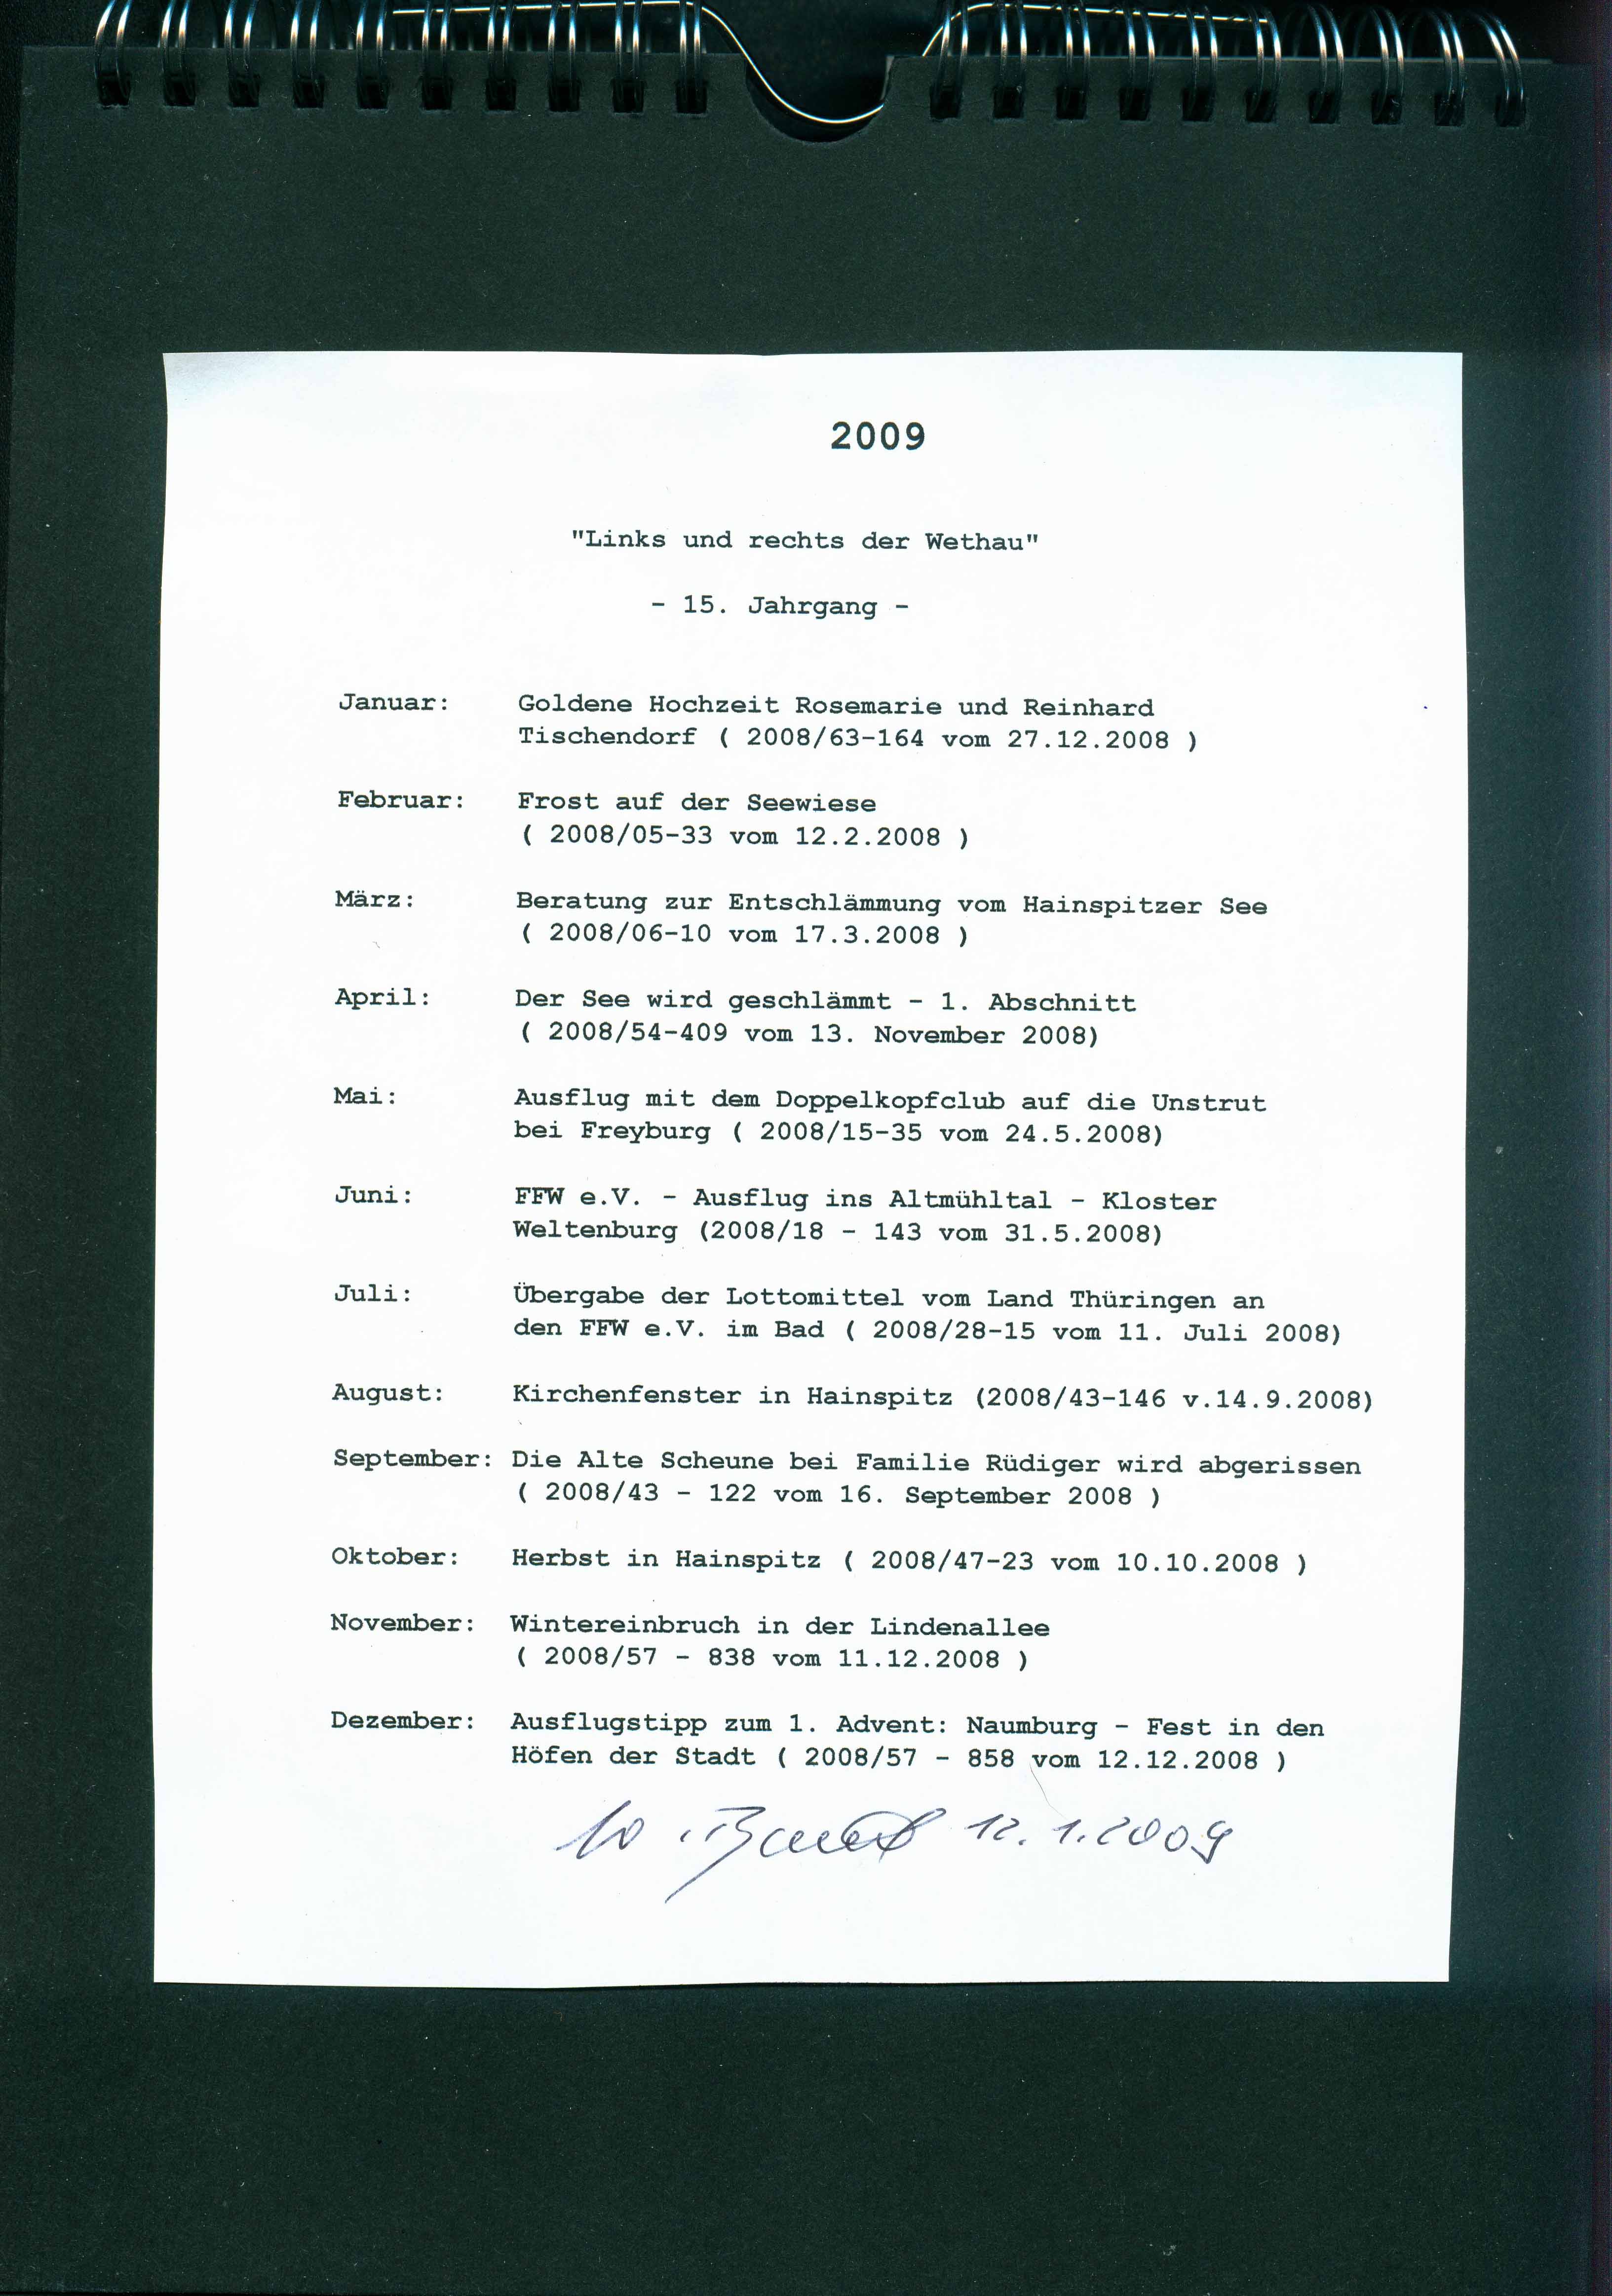 2009
"Links und rechts der Wethau"
- 15. Jahrgang -
Januar: Goldene Hochzeit Rosemarie und Reinhard
Tischendorf ( 2008/63-164 vom 27.12.2008 )
Februar: Frost auf der Seewiese
( 2008/05-33 vom 12.2.2008 )
März: Beratung zur Entschlämmung vom Hainspitzer See
( 2008/06-10 vom 17.3.2008 )
April: Der See wird geschlämmt - 1. Abschnitt
( 2008/54-409 vom 13. November 2008)
Mai: Ausflug mit dem Doppelkopfclub auf die Unstrut
bei Freyburg ( 2008/15-35 vom 24.5.2008)
Juni: FFW e.V. - Ausflug ins Altmühltal - Kloster
Weltenburg (2008/18 - 143 vom 31.5.2008)
Juli: Übergabe der Lottomittel vom Land Thüringen an
den FFW e.V. im Bad ( 2008/28-15 vom 11. Juli 2008)
August: Kirchenfenster in Hainspitz (2008/43-146 v.14.9.2008)
September: Die Alte Scheune bei Familie Rüdiger wird abgerissen
( 2008/43 - 122 vom 16. September 2008 )
Oktober: Herbst in Hainspitz ( 2008/47-23 vom 10.10.2008 )
November: Wintereinbruch in der Lindenallee
( 2008/57 - 838 vom 11.12.2008 )
Dezember: Ausflugstipp zum 1. Advent: Naumburg - Fest in den
Höfen der Stadt ( 2008/57 - 858 vom 12.12.2008 )
12.1.2009